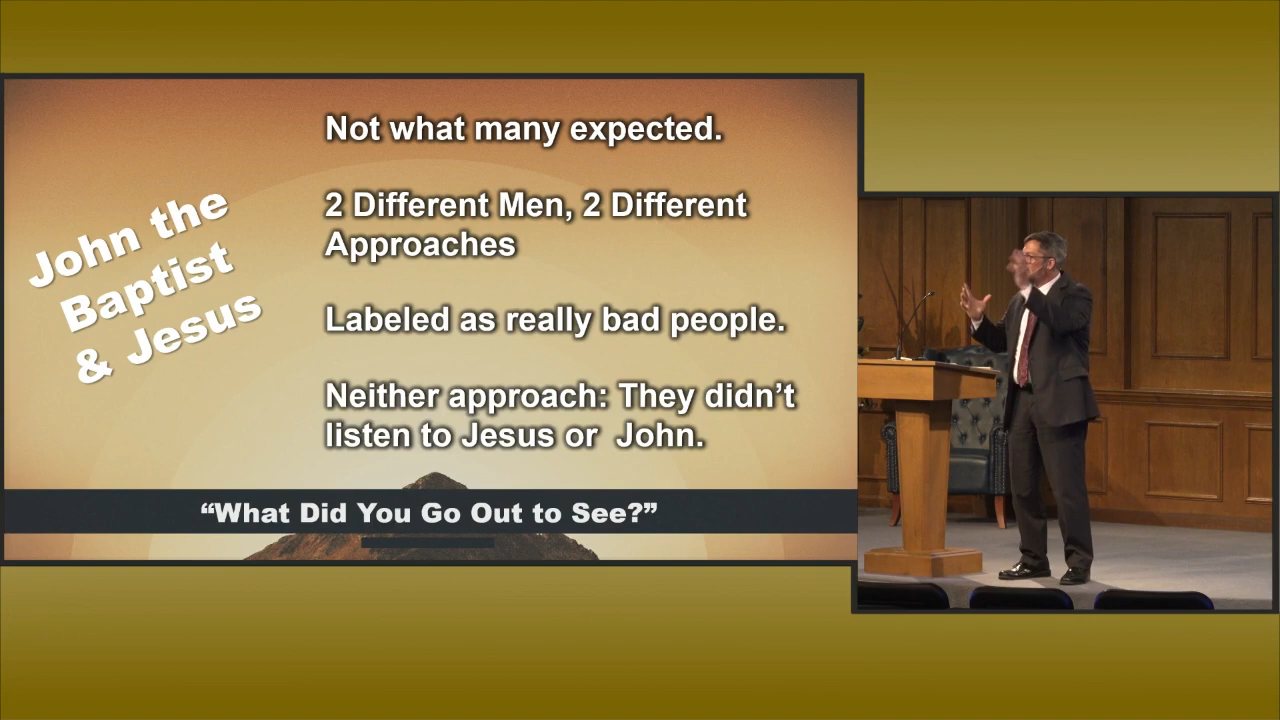 John the
Baptist
& Jesus
Not what many expected.
2 Different Men, 2 Different
Approaches
Labeled as really bad people.
Neither approach: They didn’t
listen to Jesus or  John.
“What Did You Go Out to See?”